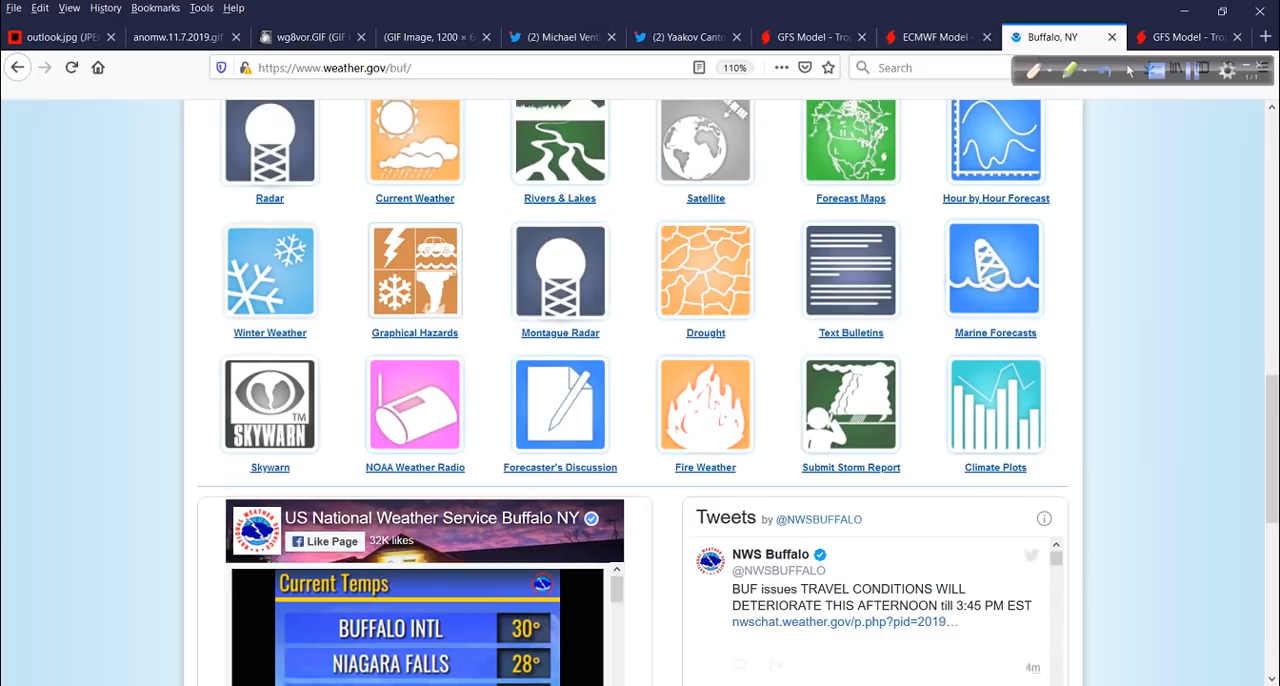 File Edit View History Bookmarks Tools Help
outlook.jpg (JPE anomw.11.7.2019.gif wg8vor.GIF (GIF (GIF Image, 1200 × 6 (2) Michael Vent (2) Yaakov Canto GFS Model - Tro ECMWF Model - Buffalo, NY GFS Model - Tro
https://www.weather.gov/buf/ 110% Search
1/1
Radar Current Weather Rivers & Lakes Satellite Forecast Maps Hour by Hour Forecast
Winter Weather Graphical Hazards Montague Radar Drought Text Bulletins Marine Forecasts
SKYWARN TM
Skywarn NOAA Weather Radio Forecaster's Discussion Fire Weather Submit Storm Report Climate Plots
US National Weather Service Buffalo NY
Like Page 32K likes
Current Temps
BUFFALO INTL 30°
NIAGARA FALLS 28°
Tweets by @NWSBUFFALO
NWS Buffalo
@NWSBUFFALO
BUF issues TRAVEL CONDITIONS WILL
DETERIORATE THIS AFTERNOON till 3:45 PM EST
nwschat.weather.gov/p.php?pid=2019…
4m